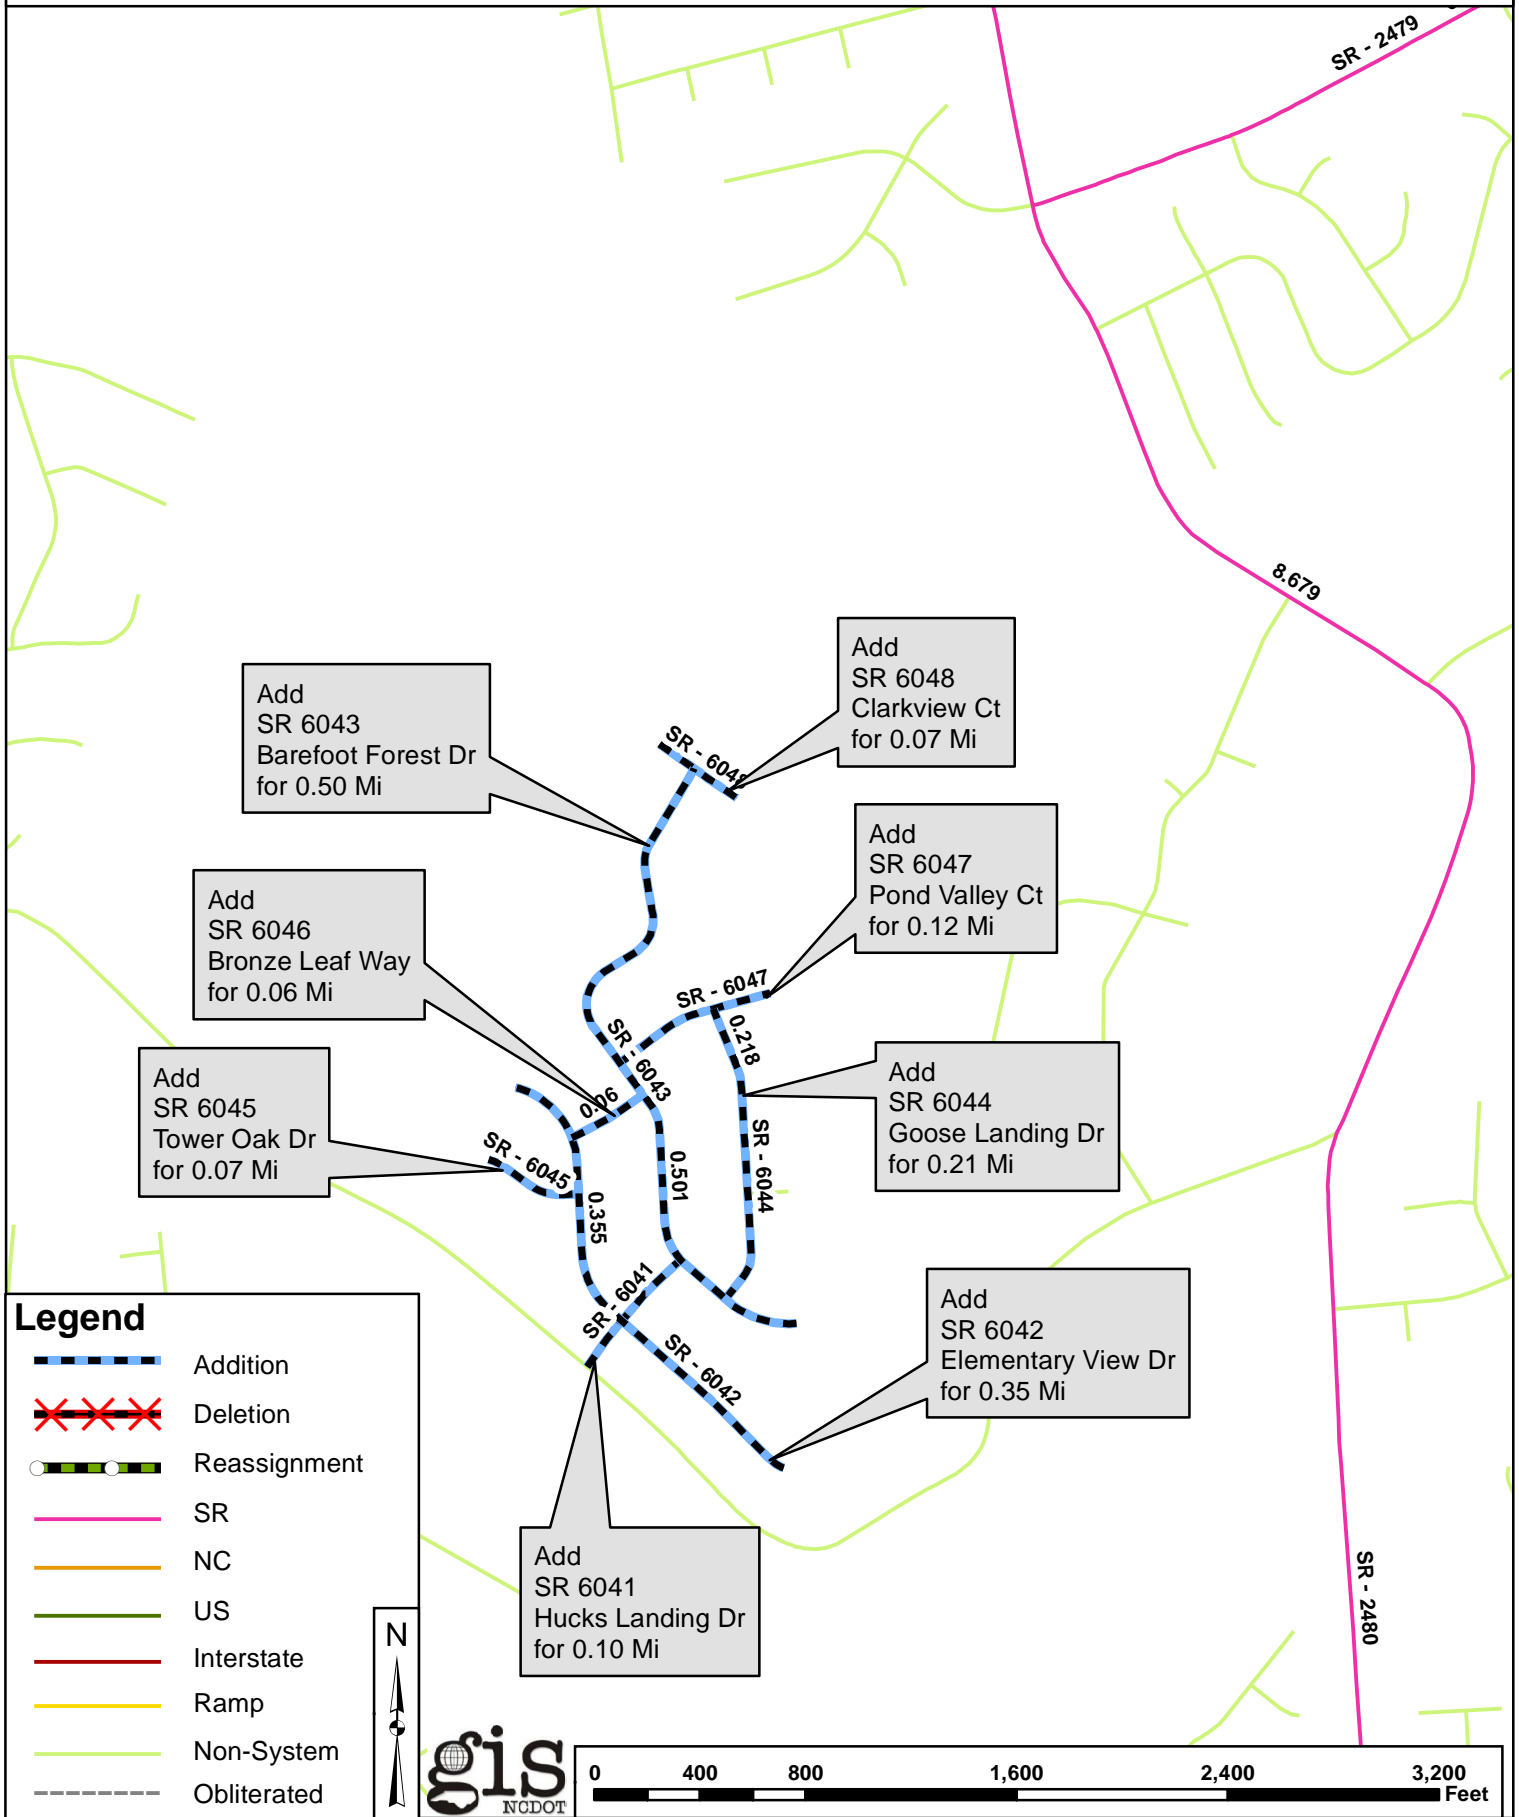 SR - 2479
8.679
Add
SR 6048
Clarkview Ct
for 0.07 Mi
Add
SR 6043
Barefoot Forest Dr
for 0.50 Mi
SR - 6048
Add
SR 6047
Pond Valley Ct
for 0.12 Mi
Add
SR 6046
Bronze Leaf Way
for 0.06 Mi
SR - 6047
SR - 6043
0.218
Add
SR 6045
Tower Oak Dr
for 0.07 Mi
Add
SR 6044
Goose Landing Dr
for 0.21 Mi
0.06
SR - 6045
0.501
SR - 6044
0.355
SR - 6041
Add
SR 6042
Elementary View Dr
for 0.35 Mi
SR - 6042
Add
SR 6041
Hucks Landing Dr
for 0.10 Mi
SR - 2480
Legend
Addition
Deletion
Reassignment
SR
NC
US
Interstate
Ramp
Non-System
Obliterated
N
gis
NCDOT
0 400 800 1,600 2,400 3,200
Feet